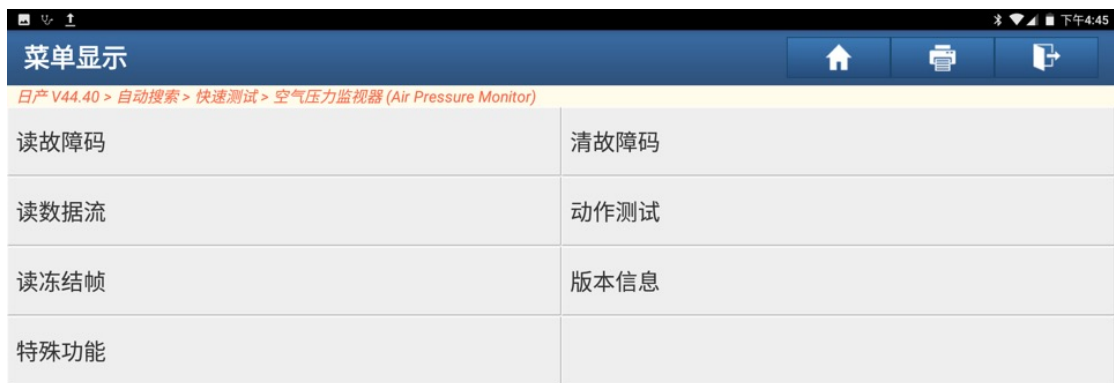 下午4:45
菜单显示
日产 V44.40 > 自动搜索 > 快速测试 > 空气压力监视器 (Air Pressure Monitor)
读故障码 清故障码
读数据流 动作测试
读冻结帧 版本信息
特殊功能